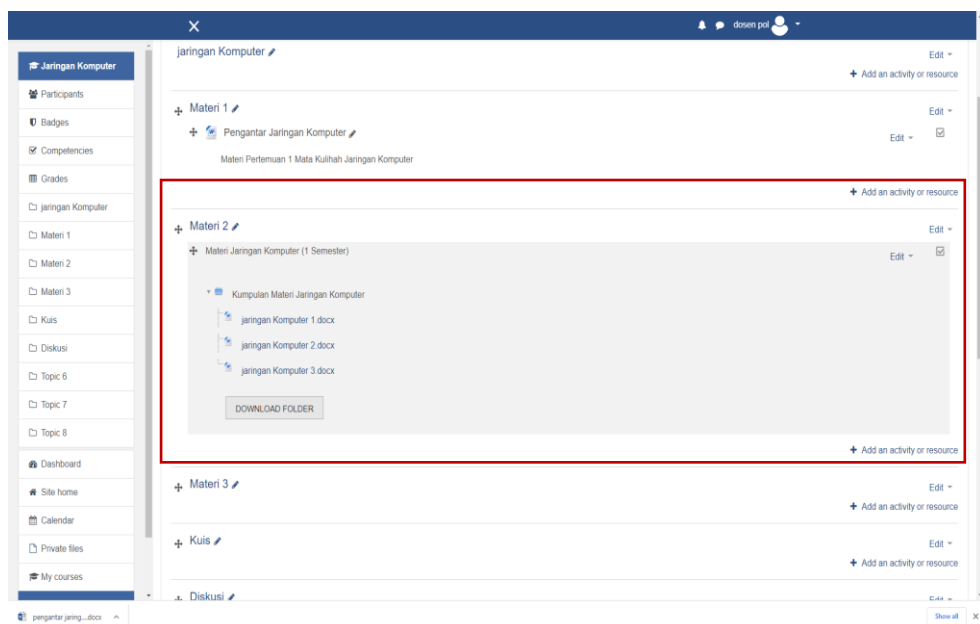 dosen pol
Jaringan Komputer
Participants
Badges
Competencies
Grades
jaringan Komputer
Materi 1
Materi 2
Materi 3
Kuis
Diskusi
Topic 6
Topic 7
Topic 8
Dashboard
Site home
Calendar
Private files
My courses
jaringan Komputer
Edit
Add an activity or resource
Materi 1
Edit
Pengantar Jaringan Komputer
Edit
Materi Pertemuan 1 Mata Kulihah Jaringan Komputer
Add an activity or resource
Materi 2
Edit
Materi Jaringan Komputer (1 Semester)
Edit
Kumpulan Materi Jaringan Komputer
jaringan Komputer 1.docx
jaringan Komputer 2.docx
jaringan Komputer 3.docx
DOWNLOAD FOLDER
Add an activity or resource
Materi 3
Edit
Add an activity or resource
Kuis
Edit
Add an activity or resource
Diskusi
Edit
pengantar jaring....docx
Show all